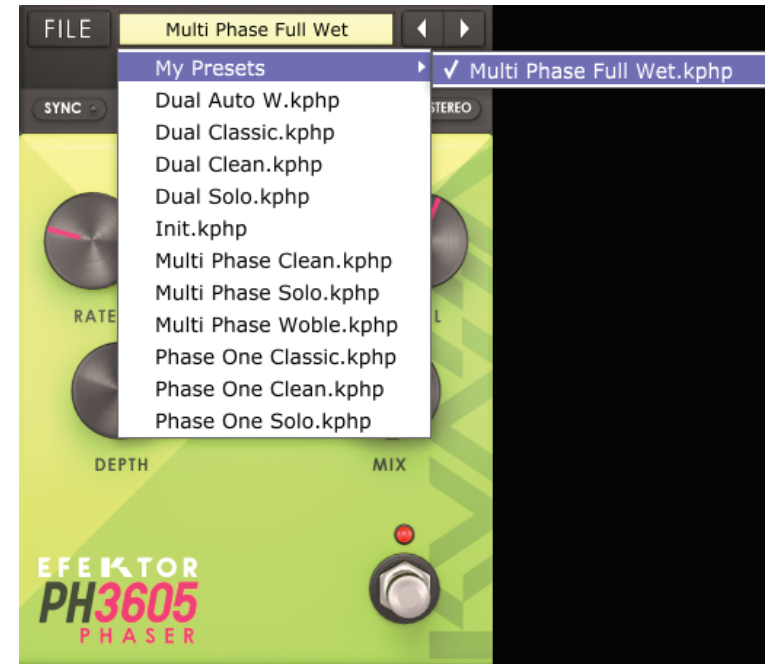 FILE
Multi Phase Full Wet
My Presets
✓ Multi Phase Full Wet.kphp
SYNC
STEREO
Dual Auto W.kphp
Dual Classic.kphp
Dual Clean.kphp
Dual Solo.kphp
Init.kphp
Multi Phase Clean.kphp
Multi Phase Solo.kphp
Multi Phase Woble.kphp
Phase One Classic.kphp
Phase One Clean.kphp
Phase One Solo.kphp
RATE
L
DEPTH
MIX
EFEKTOR
PH3605
PHASER